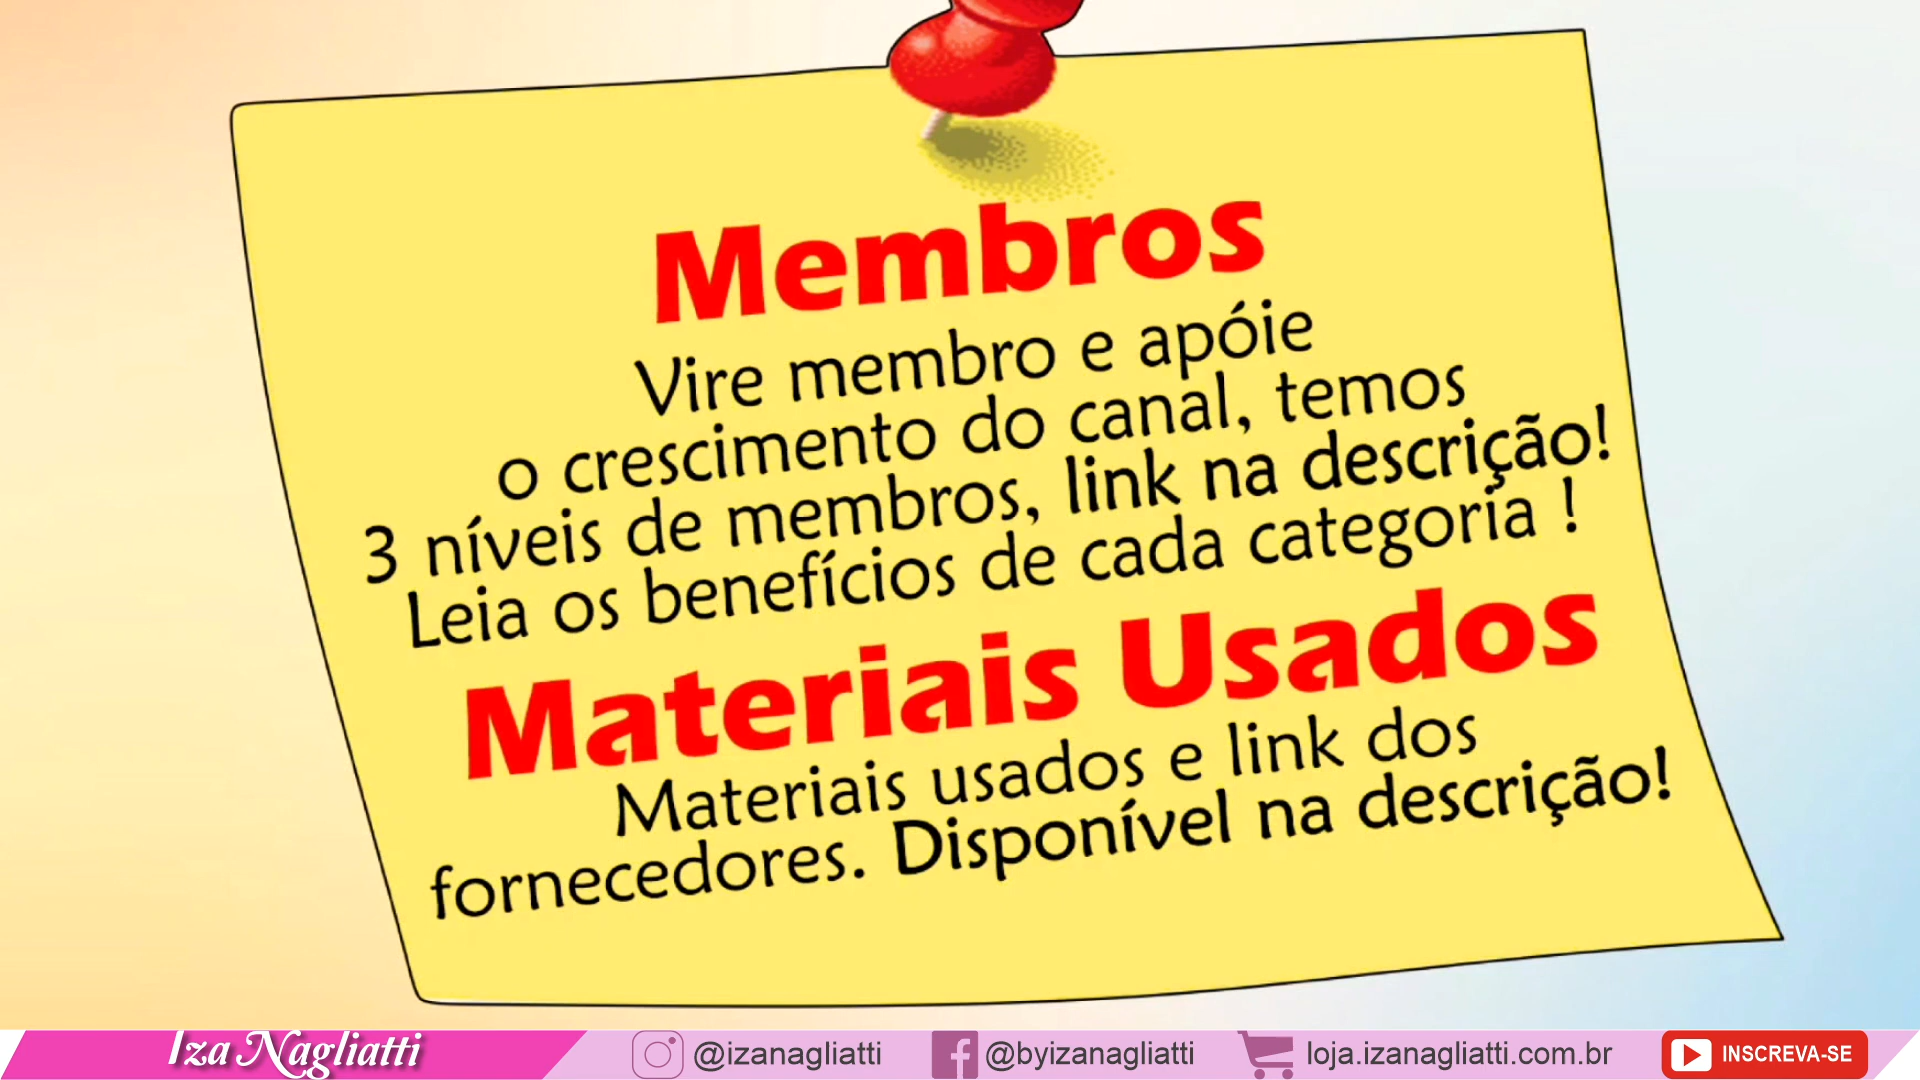 Membros
Vire membro e apóie
o crescimento do canal, temos
3 níveis de membros, link na descrição!
Leia os benefícios de cada categoria !
Materiais Usados
Materiais usados e link dos
fornecedores. Disponível na descrição!
Iza Nagliatti @izanagliatti @byizanagliatti loja.izanagliatti.com.br INSCREVA-SE